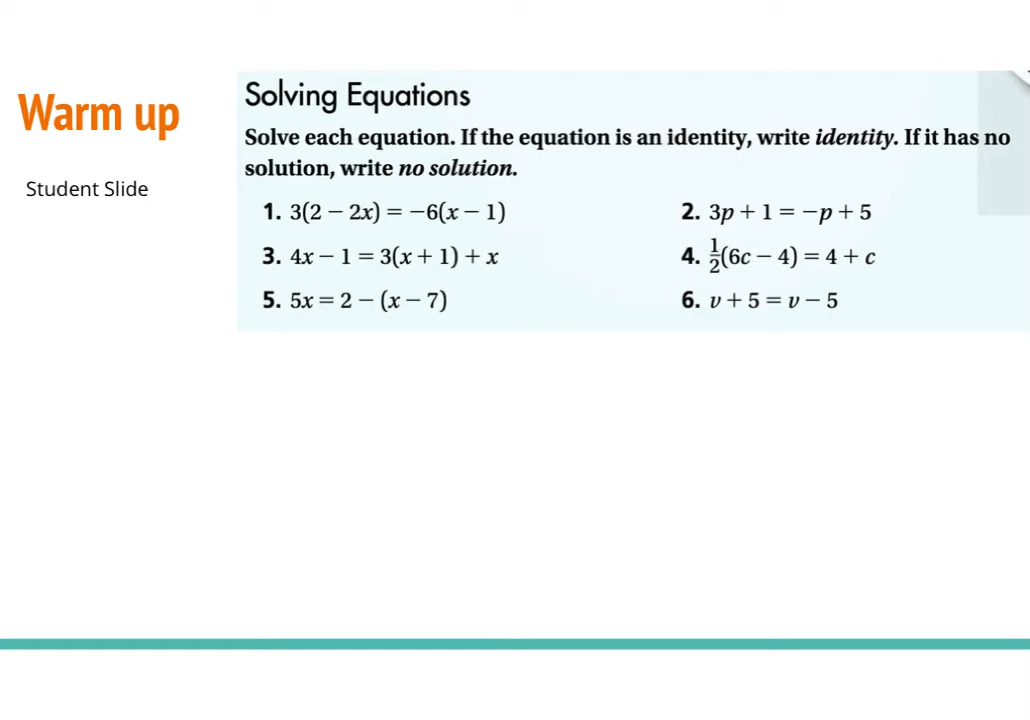 Warm up
Student Slide
Solving Equations
Solve each equation. If the equation is an identity, write identity. If it has no
solution, write no solution.
1. 3(2 − 2x) = −6(x − 1)
2. 3p + 1 = −p + 5
3. 4x − 1 = 3(x + 1) + x
4. ½(6c − 4) = 4 + c
5. 5x = 2 − (x − 7)
6. v + 5 = v − 5